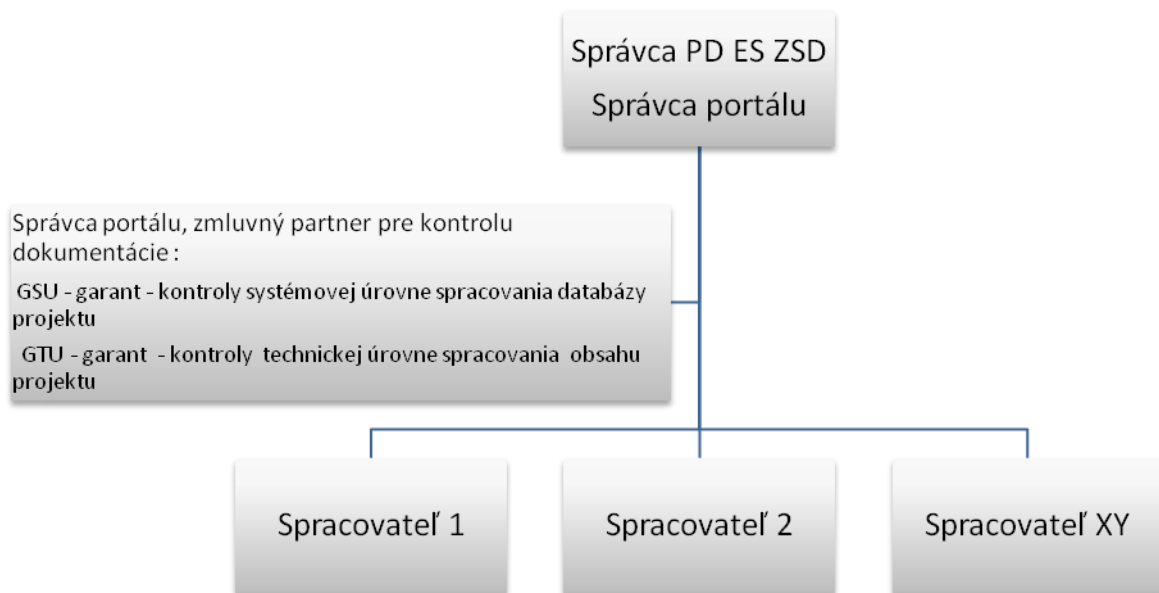 Správca PD ES ZSD
Správca portálu
Správca portálu, zmluvný partner pre kontrolu
dokumentácie :
GSU - garant - kontroly systémovej úrovne spracovania databázy
projektu
GTU - garant - kontroly technickej úrovne spracovania obsahu
projektu
Spracovateľ 1
Spracovateľ 2
Spracovateľ XY